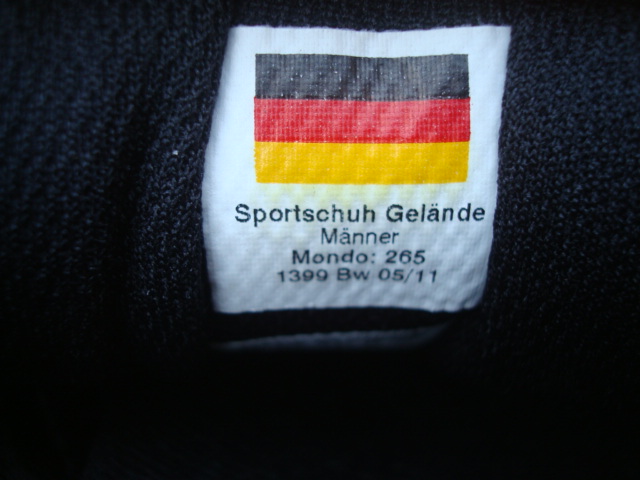 Sportschuh Gelände
Männer
Mondo: 265
1399 Bw 05/11